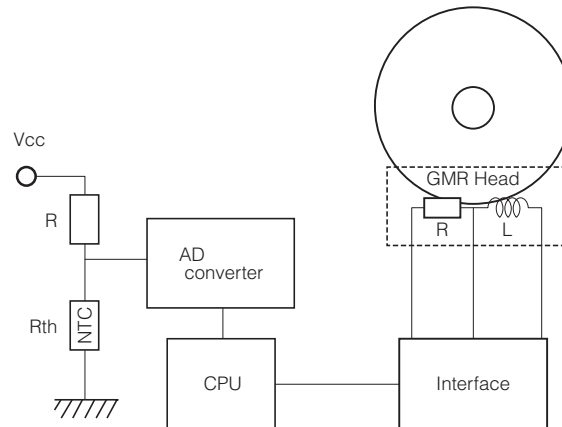 Vcc
GMR Head
R
R
L
AD
converter
Rth
NTC
CPU
Interface